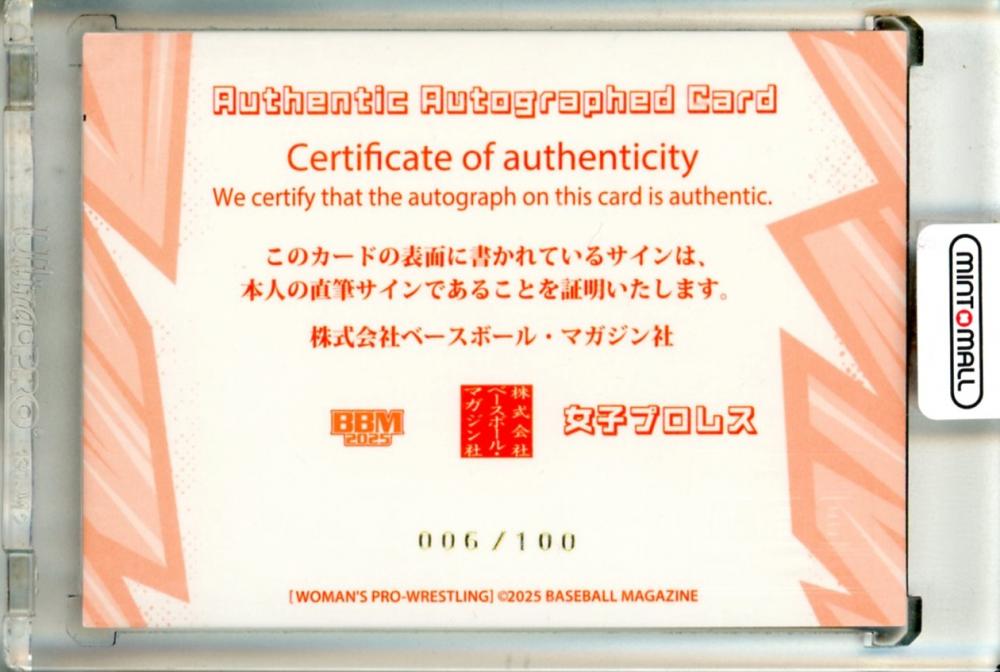 Authentic Autographed Card
Certificate of authenticity
We certify that the autograph on this card is authentic.
このカードの表面に書かれているサインは、
本人の直筆サインであることを証明いたします。
株式会社ベースボール・マガジン社
BBM
2025
株式会社
ベースボール・
マガジン社
女子プロレス
006/100
[WOMAN'S PRO-WRESTLING] ©2025 BASEBALL MAGAZINE
MINTOMALL
UltraPRO